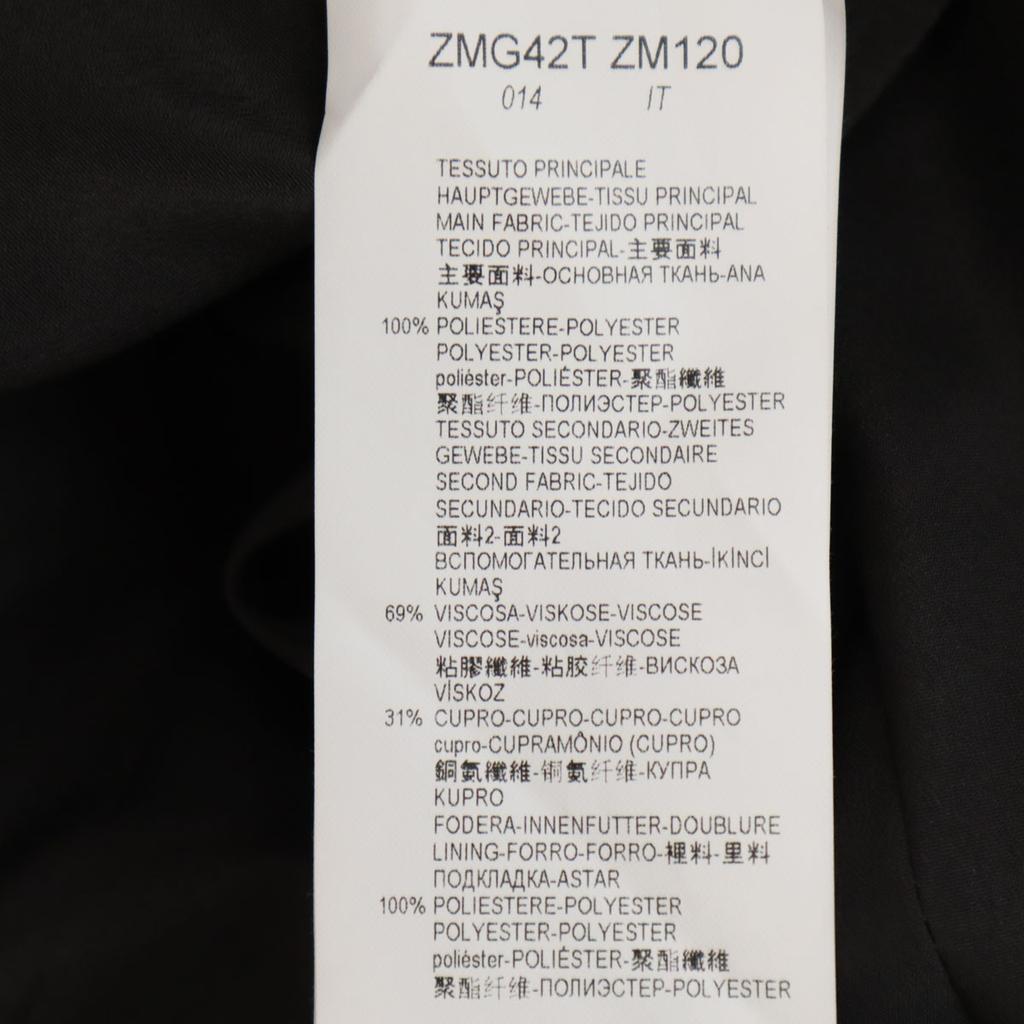 ZMG42T ZM120
014 IT
TESSUTO PRINCIPALE
HAUPTGEWEBE-TISSU PRINCIPAL
MAIN FABRIC-TEJIDO PRINCIPAL
TECIDO PRINCIPAL-主要面料
主要面料-ОСНОВНАЯ ТКАНЬ-ANA
KUMAŞ
100% POLIESTERE-POLYESTER
POLYESTER-POLYESTER
poliéster-POLIÉSTER-聚酯纖維
聚酯纤维-ПОЛИЭСТЕР-POLYESTER
TESSUTO SECONDARIO-ZWEITES
GEWEBE-TISSU SECONDAIRE
SECOND FABRIC-TEJIDO
SECUNDARIO-TECIDO SECUNDARIO
面料2-面料2
ВСПОМОГАТЕЛЬНАЯ ТКАНЬ-İKİNCİ
KUMAŞ
69% VISCOSA-VISKOSE-VISCOSE
VISCOSE-viscosa-VISCOSE
粘膠纖維-粘胶纤维-ВИСКОЗА
VİSKOZ
31% CUPRO-CUPRO-CUPRO-CUPRO
cupro-CUPRAMÔNIO (CUPRO)
銅氨纖維-铜氨纤维-КУПРА
KUPRO
FODERA-INNENFUTTER-DOUBLURE
LINING-FORRO-FORRO-裡料-里料
ПОДКЛАДКА-ASTAR
100% POLIESTERE-POLYESTER
POLYESTER-POLYESTER
poliéster-POLIÉSTER-聚酯纖維
聚酯纤维-ПОЛИЭСТЕР-POLYESTER